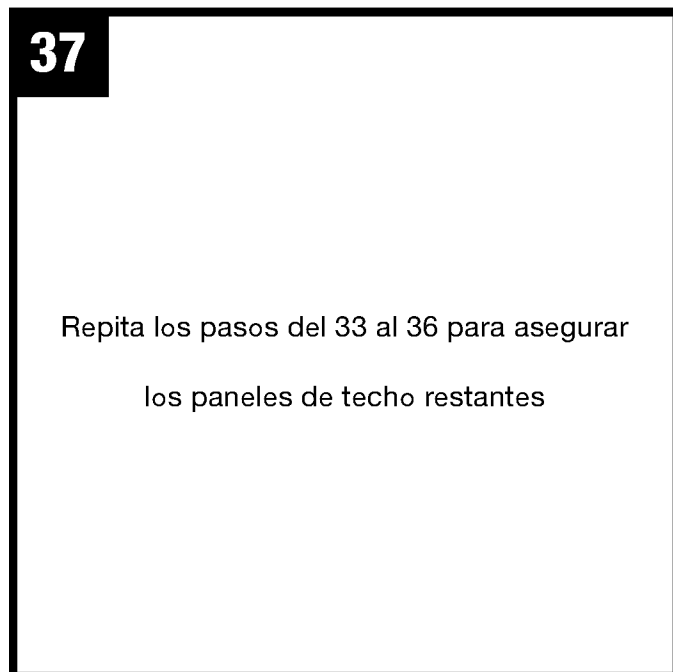 37
Repita los pasos del 33 al 36 para asegurar
los paneles de techo restantes